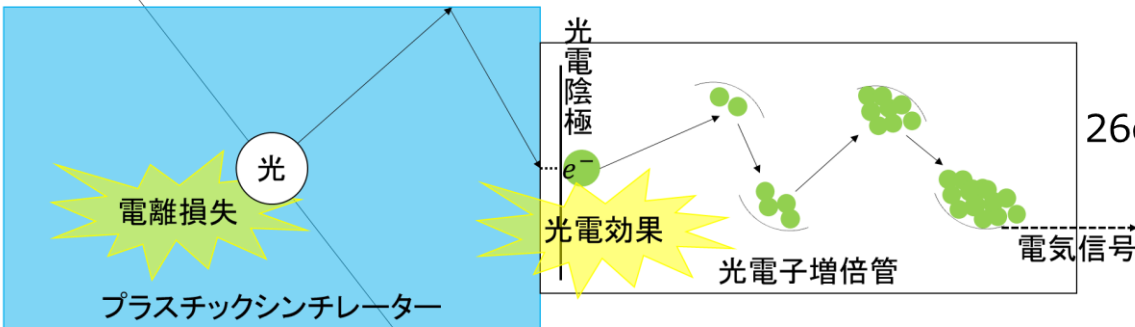 光電陰極
光
e⁻
電離損失
光電効果
プラスチックシンチレーター
光電子増倍管
電気信号